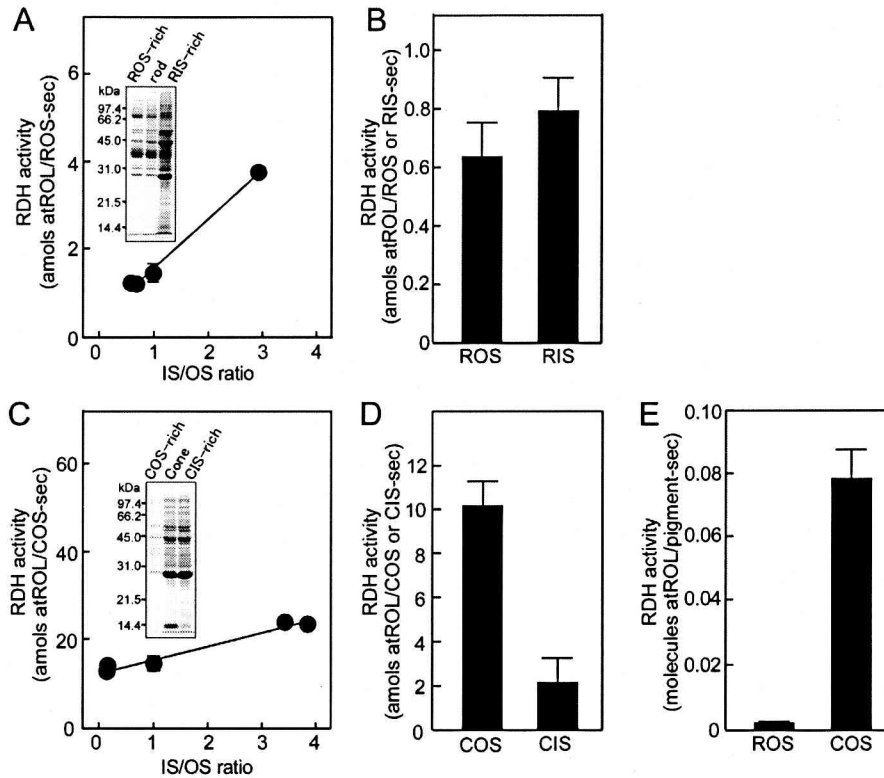 A
RDH activity
(amols atROL/ROS-sec)
6
4
2
0
0 1 2 3 4
IS/OS ratio
ROS-rich
rod
RIS-rich
kDa
97.4
66.2
45.0
31.0
21.5
14.4
B
RDH activity
(amols atROL/ROS or RIS-sec)
1.0
0.8
0.6
0.4
0.2
0
ROS RIS
C
RDH activity
(amols atROL/COS-sec)
60
40
20
0
0 1 2 3 4
IS/OS ratio
COS-rich
Cone
CIS-rich
kDa
97.4
66.2
45.0
31.0
21.5
14.4
D
RDH activity
(amols atROL/COS or CIS-sec)
12
10
8
6
4
2
0
COS CIS
E
RDH activity
(molecules atROL/pigment-sec)
0.10
0.08
0.06
0.04
0.02
0
ROS COS